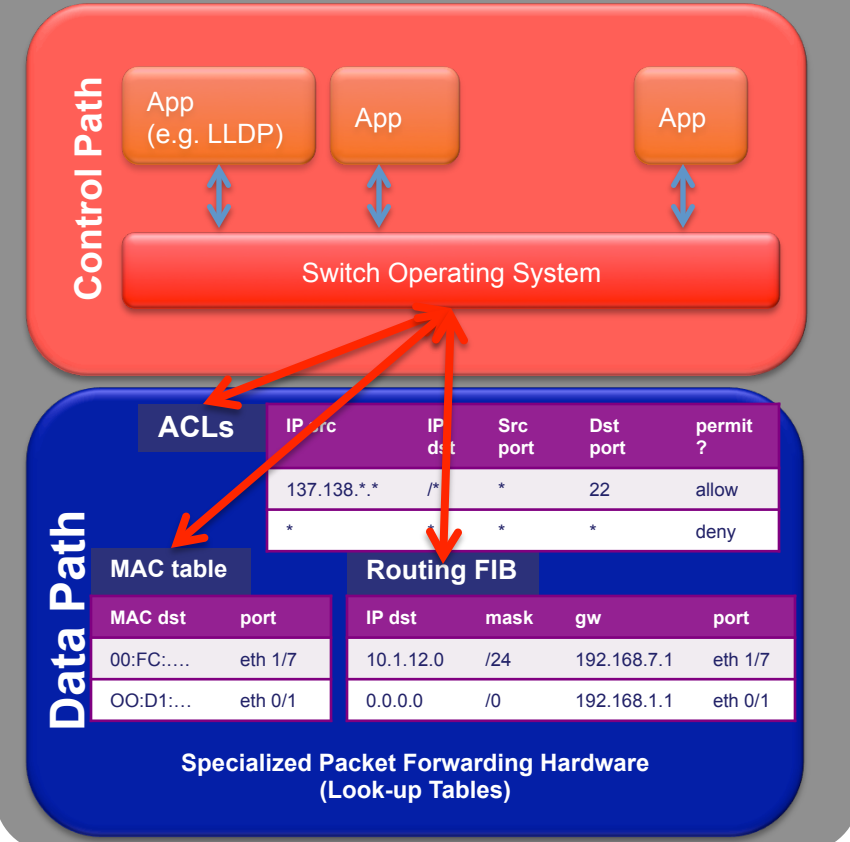 Control Path
App
(e.g. LLDP)
App
App
Switch Operating System
Data Path
ACLs
IP src IP dst Src port Dst port permit ?
137.138.*.* /* * 22 allow
* * * * deny
MAC table
MAC dst port
00:FC:.... eth 1/7
OO:D1:... eth 0/1
Routing FIB
IP dst mask gw port
10.1.12.0 /24 192.168.7.1 eth 1/7
0.0.0.0 /0 192.168.1.1 eth 0/1
Specialized Packet Forwarding Hardware
(Look-up Tables)